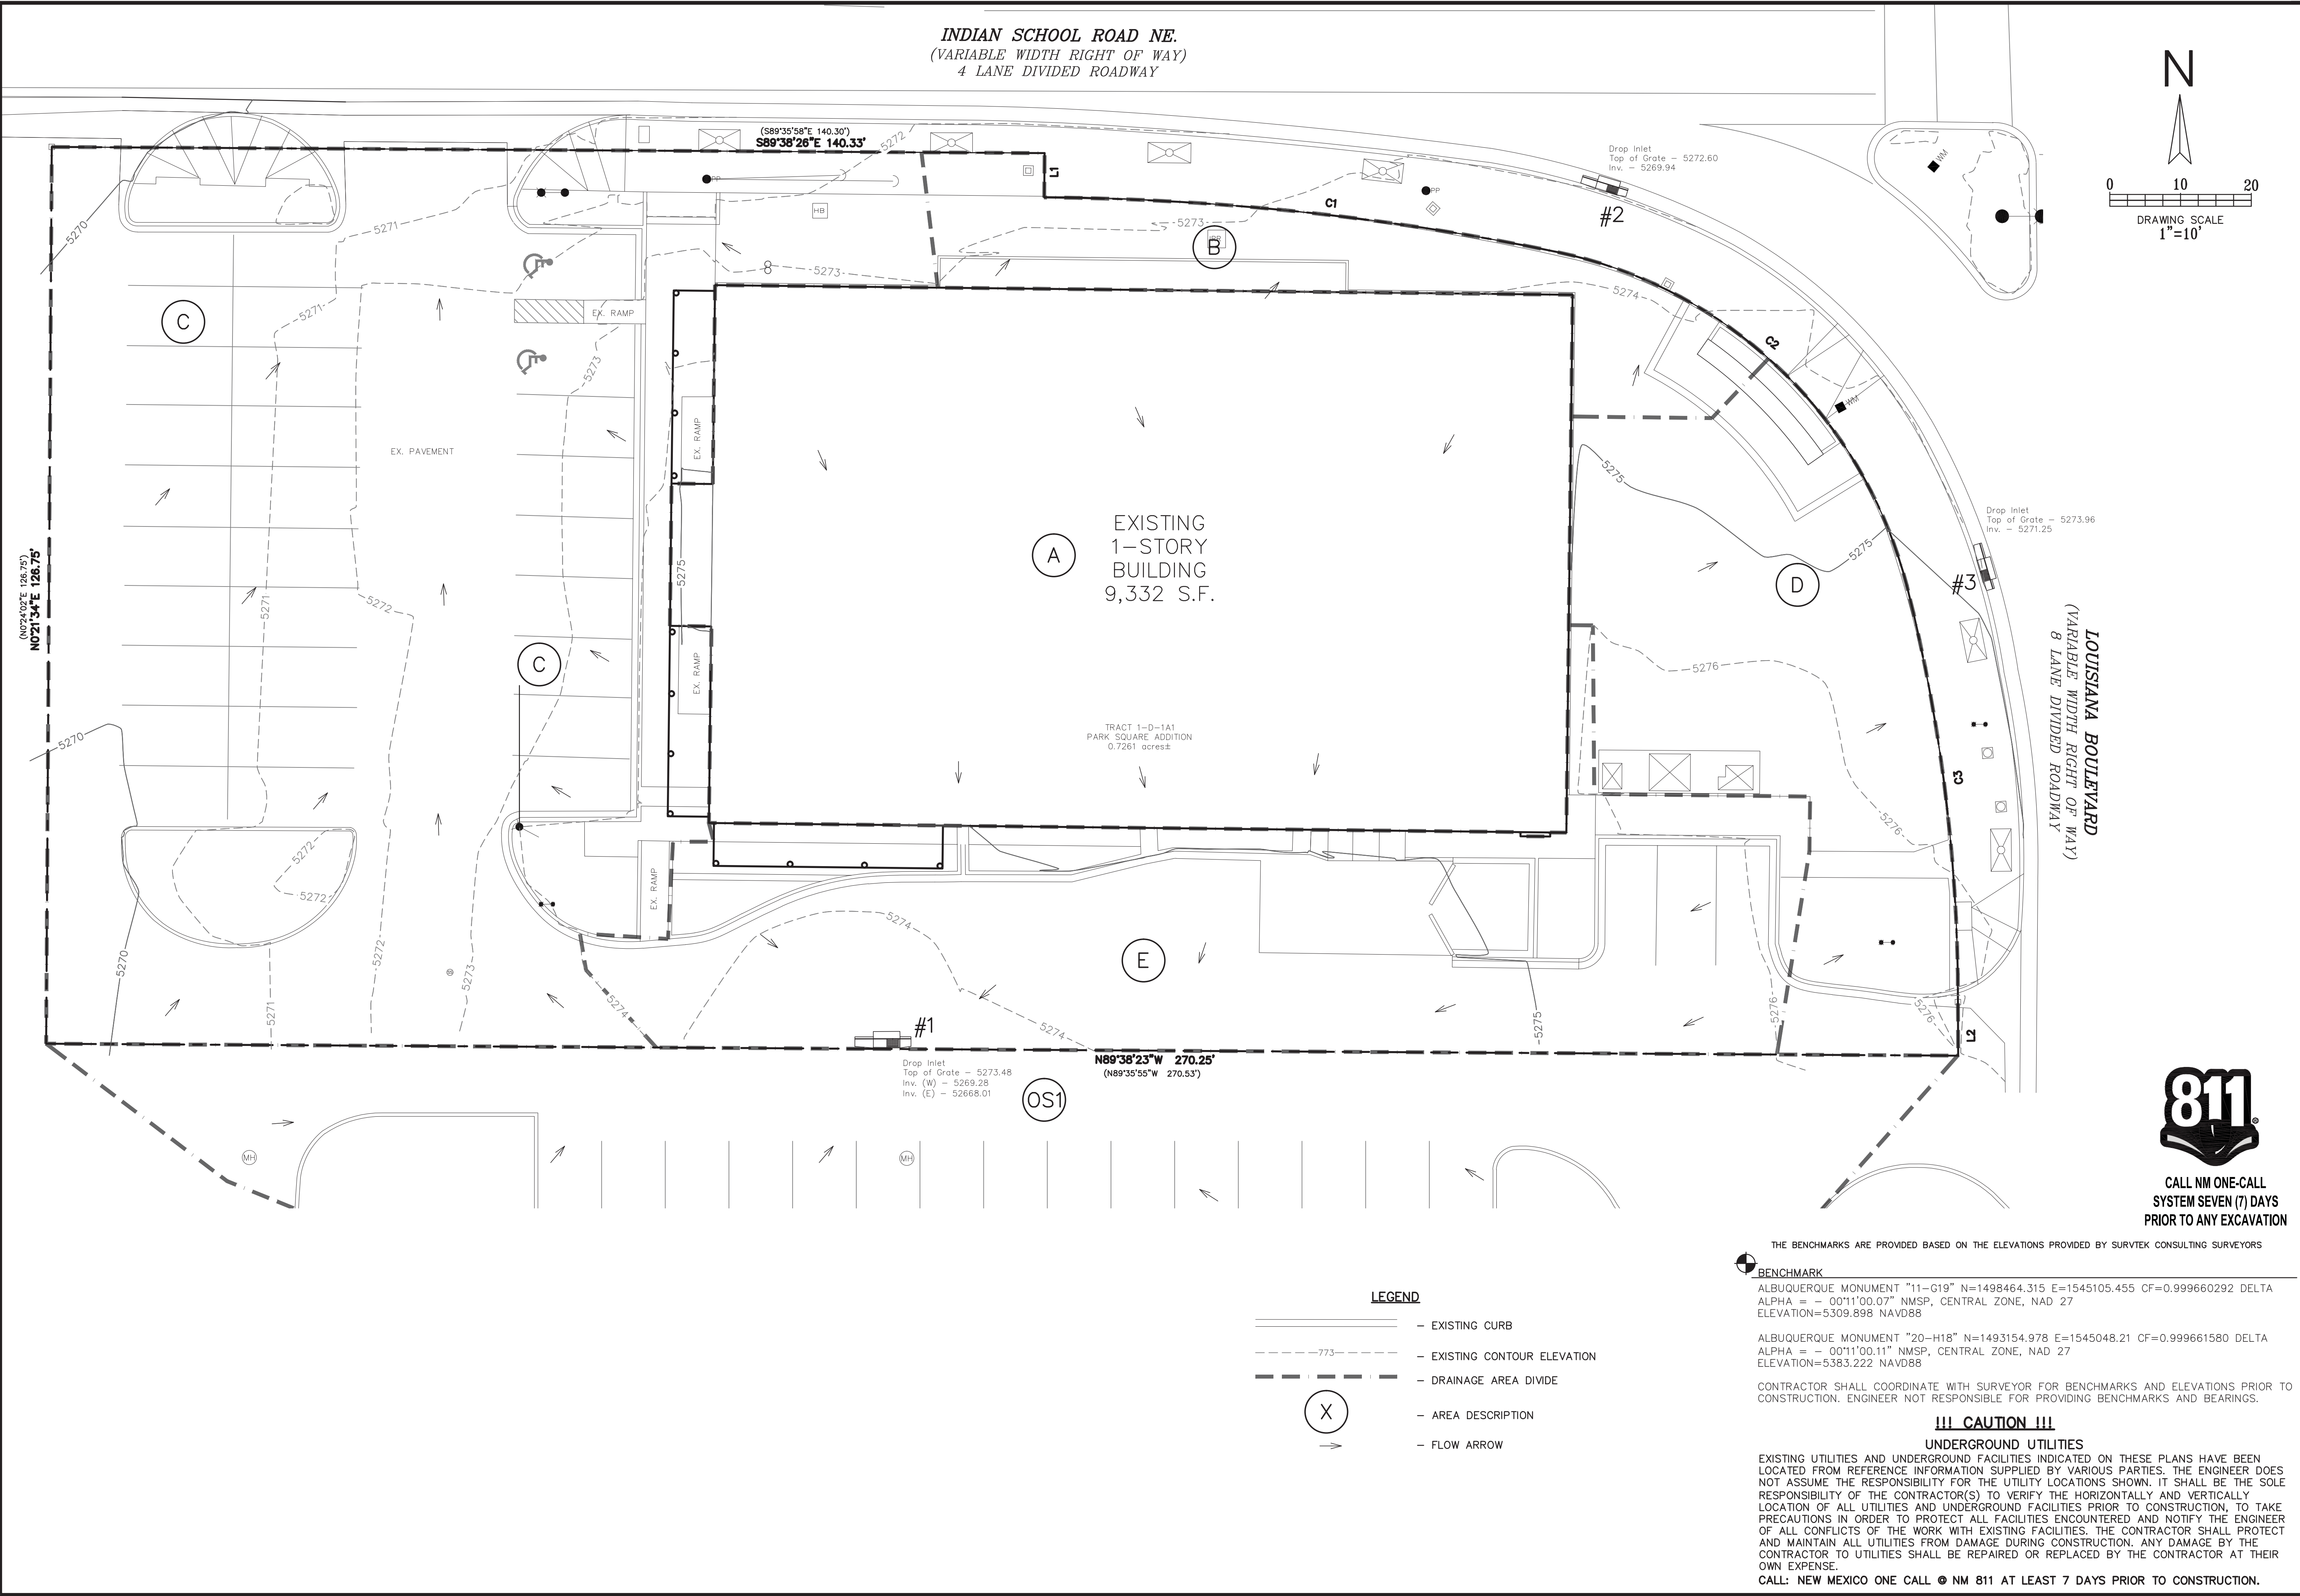 INDIAN SCHOOL ROAD NE.
(VARIABLE WIDTH RIGHT OF WAY)
4 LANE DIVIDED ROADWAY
N
0 10 20
DRAWING SCALE
1"=10'
(S89°35'58"E 140.30')
S89°38'26"E 140.33'
5272
L1
PP
HB
C1
PP
Drop Inlet
Top of Grate – 5272.60
Inv. – 5269.94
#2
WM
5270
5271
5273
B
5273
5274
C
5271
EX. RAMP
5273
C2
WM
EX. PAVEMENT
EX. RAMP
5275
Drop Inlet
Top of Grate – 5273.96
Inv. – 5271.25
#3
5275
D
A
EXISTING
1–STORY
BUILDING
9,332 S.F.
5275
(N0°24'02"E 126.75')
N0°21'34"E 126.75'
5271
5272
C
EX. RAMP
5276
LOUISIANA BOULEVARD
(VARIABLE WIDTH RIGHT OF WAY)
8 LANE DIVIDED ROADWAY
5270
TRACT 1–D–1A1
PARK SQUARE ADDITION
0.7261 acres±
C3
5276
5272
5272
EX. RAMP
5274
E
5270
5272
5273
5271
5274
5274
5275
5276
5276
L2
#1
Drop Inlet
Top of Grate – 5273.48
Inv. (W) – 5269.28
Inv. (E) – 52668.01
N89°38'23"W 270.25'
(N89°35'55"W 270.53')
OS1
MH
MH
811
®
CALL NM ONE-CALL
SYSTEM SEVEN (7) DAYS
PRIOR TO ANY EXCAVATION
THE BENCHMARKS ARE PROVIDED BASED ON THE ELEVATIONS PROVIDED BY SURVTEK CONSULTING SURVEYORS
BENCHMARK
ALBUQUERQUE MONUMENT "11–G19" N=1498464.315 E=1545105.455 CF=0.999660292 DELTA
ALPHA = – 00°11'00.07" NMSP, CENTRAL ZONE, NAD 27
ELEVATION=5309.898 NAVD88
ALBUQUERQUE MONUMENT "20–H18" N=1493154.978 E=1545048.21 CF=0.999661580 DELTA
ALPHA = – 00°11'00.11" NMSP, CENTRAL ZONE, NAD 27
ELEVATION=5383.222 NAVD88
CONTRACTOR SHALL COORDINATE WITH SURVEYOR FOR BENCHMARKS AND ELEVATIONS PRIOR TO
CONSTRUCTION. ENGINEER NOT RESPONSIBLE FOR PROVIDING BENCHMARKS AND BEARINGS.
LEGEND
– EXISTING CURB
773
– EXISTING CONTOUR ELEVATION
– DRAINAGE AREA DIVIDE
X
– AREA DESCRIPTION
– FLOW ARROW
!!! CAUTION !!!
UNDERGROUND UTILITIES
EXISTING UTILITIES AND UNDERGROUND FACILITIES INDICATED ON THESE PLANS HAVE BEEN
LOCATED FROM REFERENCE INFORMATION SUPPLIED BY VARIOUS PARTIES. THE ENGINEER DOES
NOT ASSUME THE RESPONSIBILITY FOR THE UTILITY LOCATIONS SHOWN. IT SHALL BE THE SOLE
RESPONSIBILITY OF THE CONTRACTOR(S) TO VERIFY THE HORIZONTALLY AND VERTICALLY
LOCATION OF ALL UTILITIES AND UNDERGROUND FACILITIES PRIOR TO CONSTRUCTION, TO TAKE
PRECAUTIONS IN ORDER TO PROTECT ALL FACILITIES ENCOUNTERED AND NOTIFY THE ENGINEER
OF ALL CONFLICTS OF THE WORK WITH EXISTING FACILITIES. THE CONTRACTOR SHALL PROTECT
AND MAINTAIN ALL UTILITIES FROM DAMAGE DURING CONSTRUCTION. ANY DAMAGE BY THE
CONTRACTOR TO UTILITIES SHALL BE REPAIRED OR REPLACED BY THE CONTRACTOR AT THEIR
OWN EXPENSE.
CALL: NEW MEXICO ONE CALL @ NM 811 AT LEAST 7 DAYS PRIOR TO CONSTRUCTION.